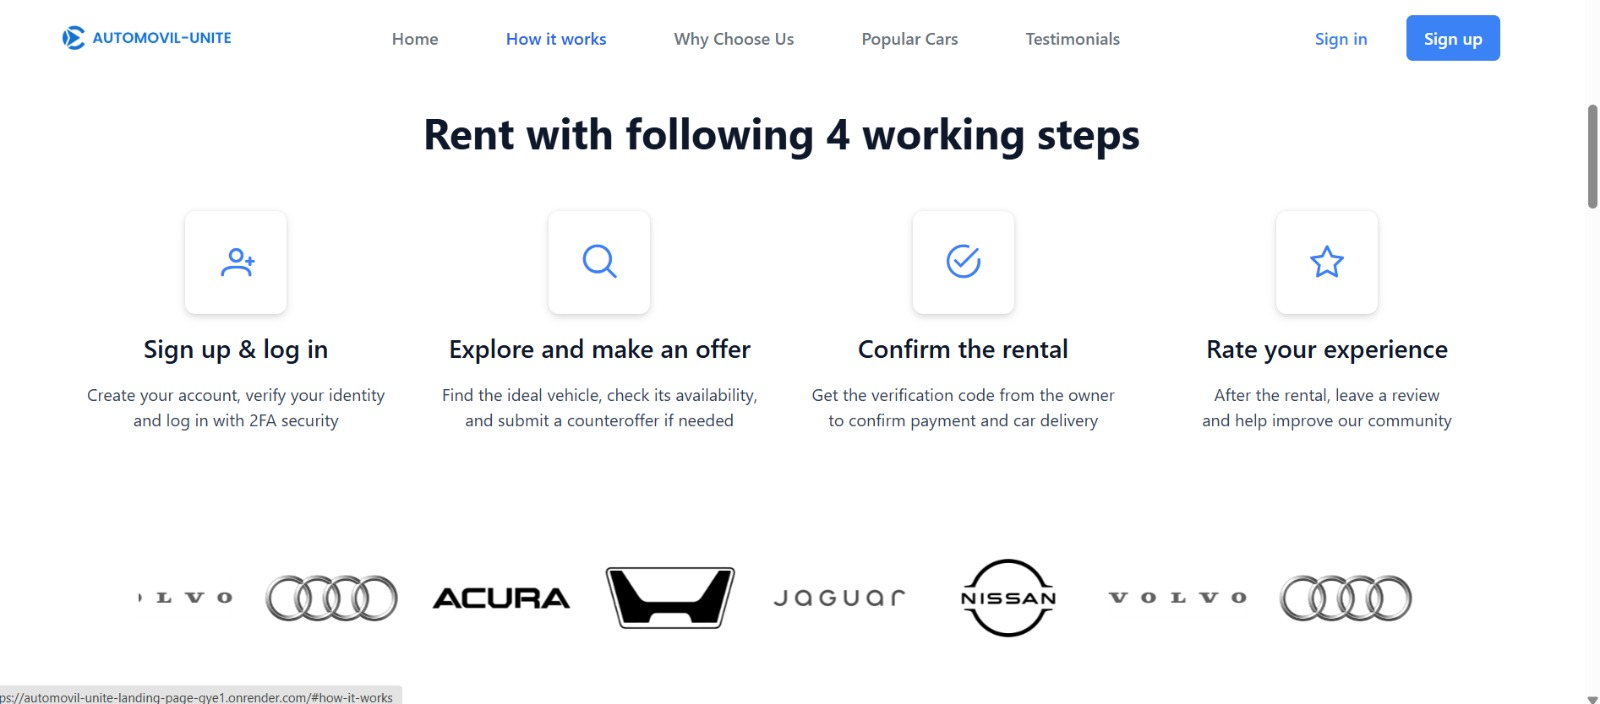 AUTOMOVIL-UNITE
Home
How it works
Why Choose Us
Popular Cars
Testimonials
Sign in
Sign up
Rent with following 4 working steps
Sign up & log in
Create your account, verify your identity
and log in with 2FA security
Explore and make an offer
Find the ideal vehicle, check its availability,
and submit a counteroffer if needed
Confirm the rental
Get the verification code from the owner
to confirm payment and car delivery
Rate your experience
After the rental, leave a review
and help improve our community
LVO
ACURA
JAGUAR
NISSAN
VOLVO
ps://automovil-unite-landing-page-gye1.onrender.com/#how-it-works